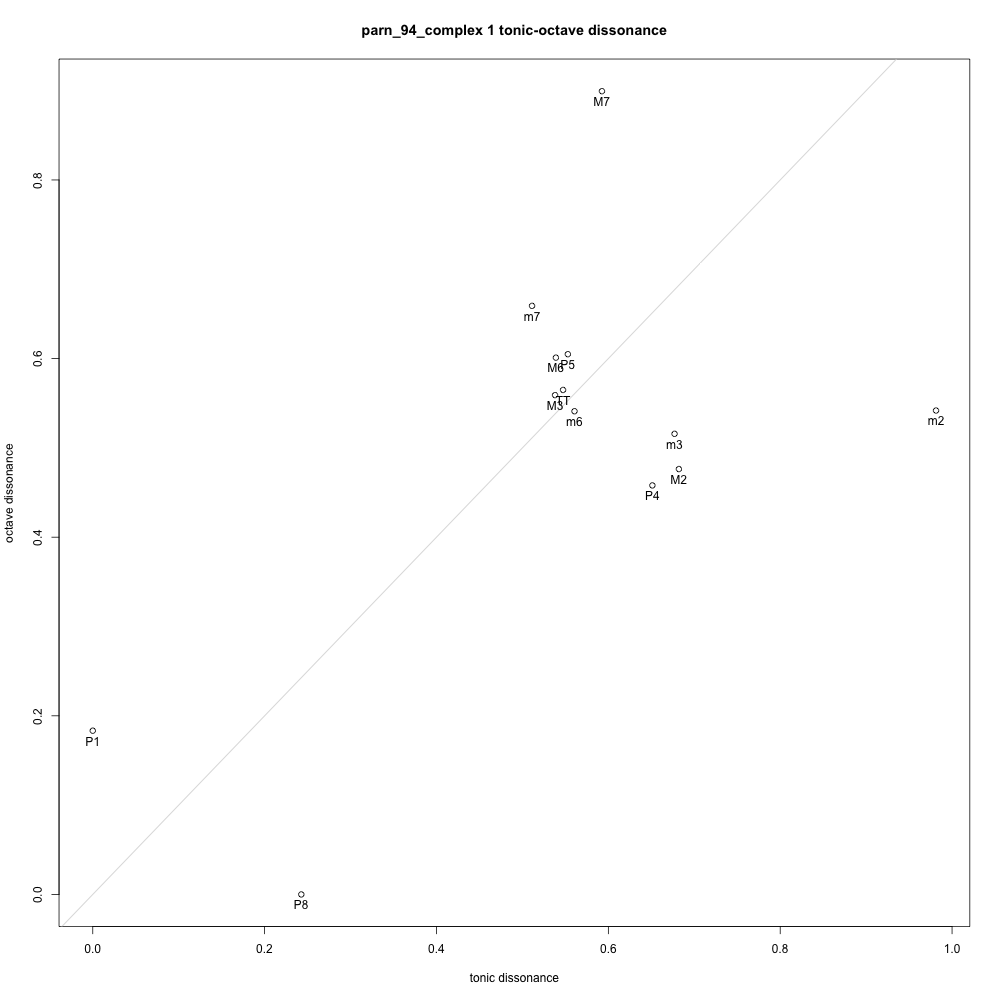 parn_94_complex 1 tonic-octave dissonance
M7
0.8
m7
0.6
P5
M6
TT
M3
m6
m2
m3
M2
P4
octave dissonance
0.4
0.2
P1
0.0
P8
0.0 0.2 0.4 0.6 0.8 1.0
tonic dissonance